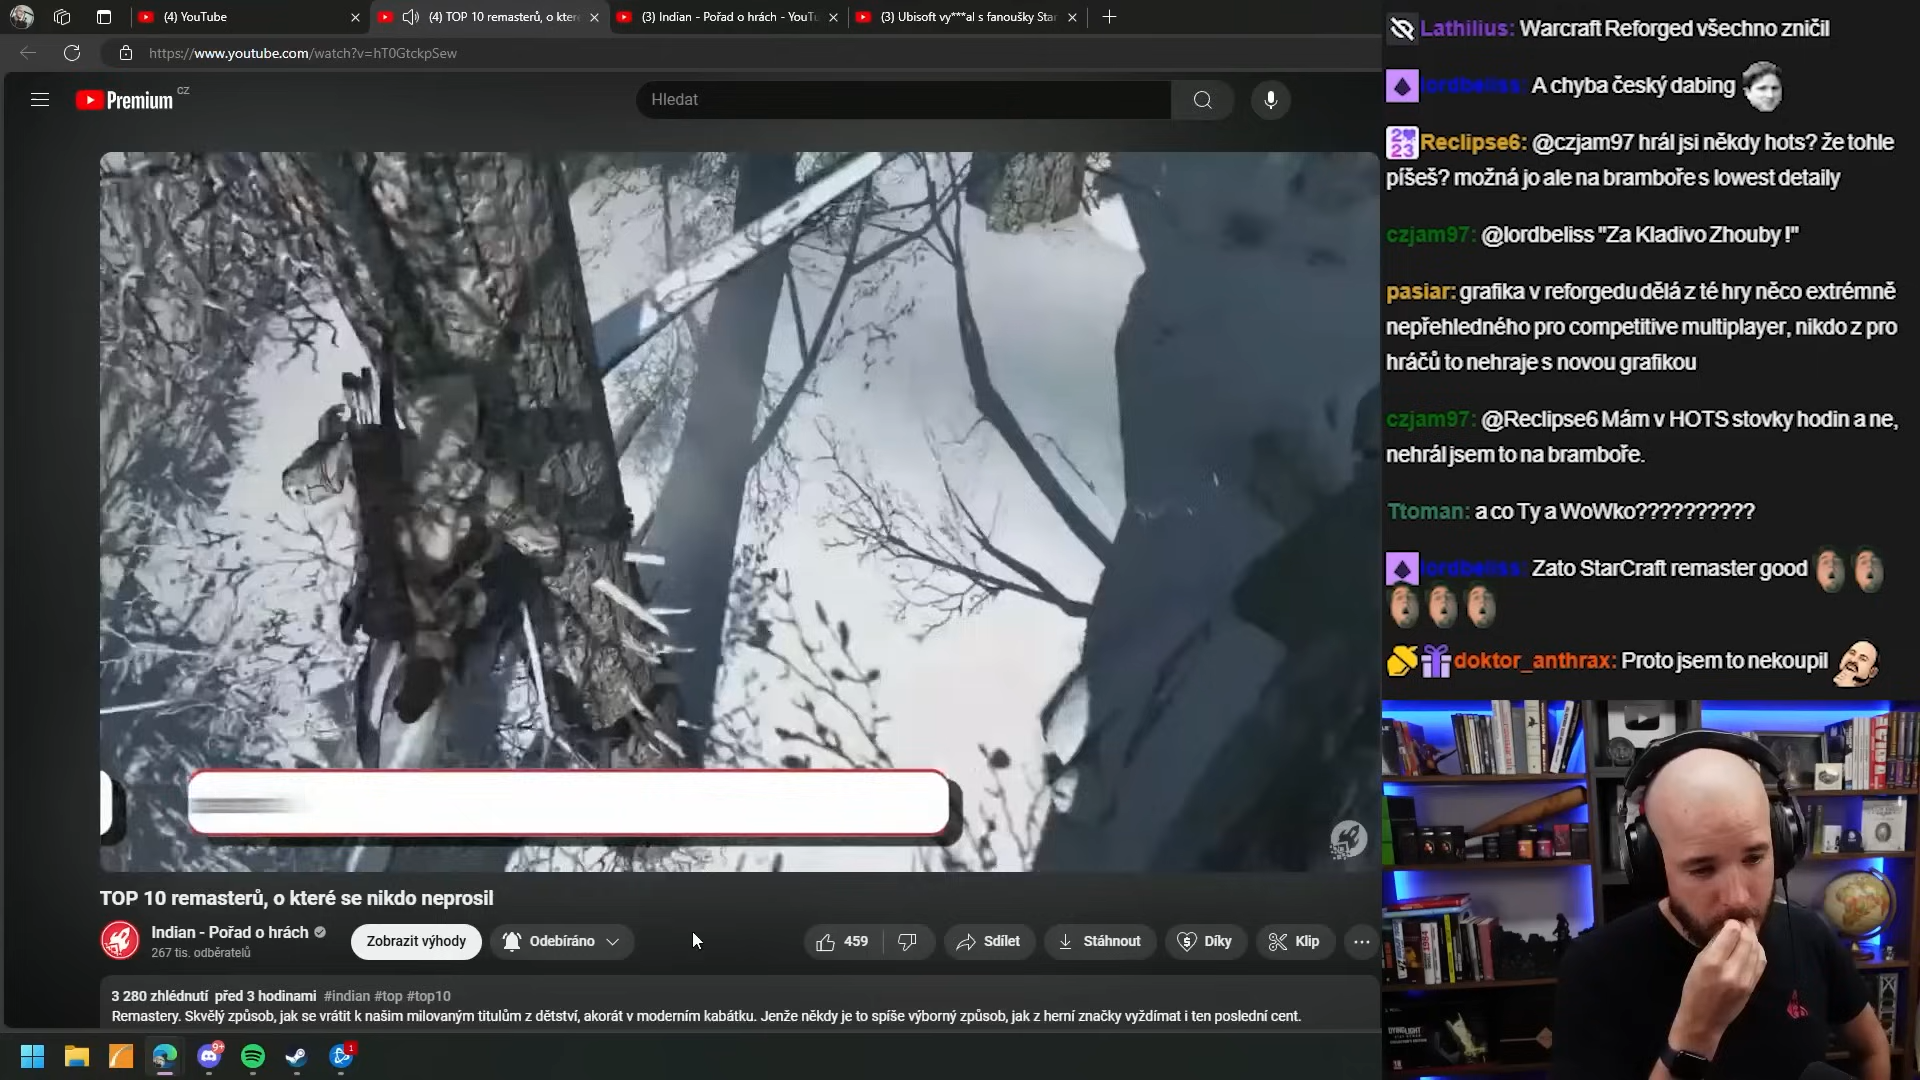 (4) YouTube
(4) TOP 10 remasterů, o kter
(3) Indian - Pořad o hrách - YouTu
(3) Ubisoft vy***al s fanoušky Star
https://www.youtube.com/watch?v=hT0GtckpSew
Premium CZ
Hledat
TOP 10 remasterů, o které se nikdo neprosil
Indian - Pořad o hrách
267 tis. odběratelů
Zobrazit výhody
Odebíráno
459
Sdílet
Stáhnout
Díky
Klip
3 280 zhlédnutí před 3 hodinami #indian #top #top10
Remastery. Skvělý způsob, jak se vrátit k našim milovaným titulům z dětství, akorát v moderním kabátku. Jenže někdy je to spíše výborný způsob, jak z herní značky vyždímat i ten poslední cent.
9+
1
Lathilius: Warcraft Reforged všechno zničil
lordbeliss: A chyba český dabing
Reclipse6: @czjam97 hrál jsi někdy hots? že tohle
píšeš? možná jo ale na bramboře s lowest detaily
czjam97: @lordbeliss "Za Kladivo Zhouby !"
pasiar: grafika v reforgedu dělá z té hry něco extrémně
nepřehledného pro competitive multiplayer, nikdo z pro
hráčů to nehraje s novou grafikou
czjam97: @Reclipse6 Mám v HOTS stovky hodin a ne,
nehrál jsem to na bramboře.
Ttoman: a co Ty a WoWko??????????
lordbeliss: Zato StarCraft remaster good
doktor_anthrax: Proto jsem to nekoupil
2023
1984
DYING LIGHT